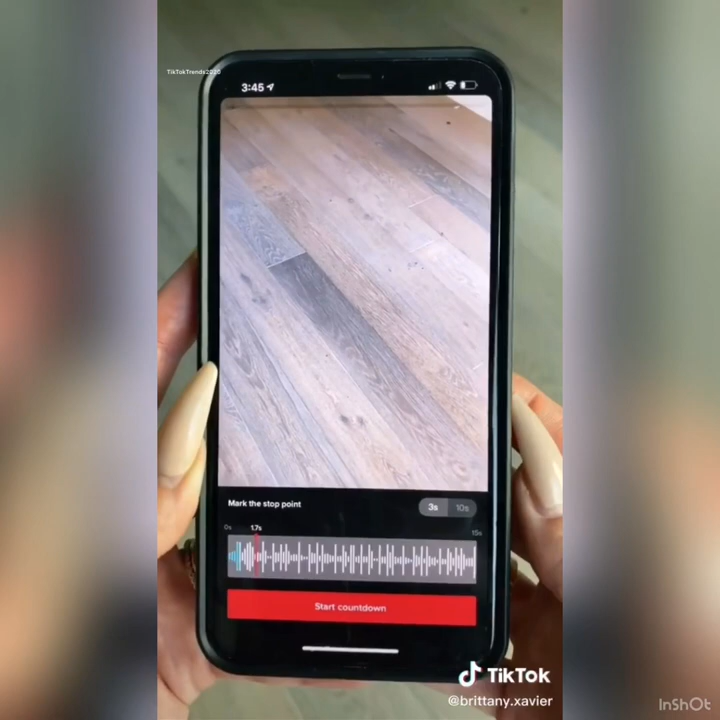 TikTokTrends2020
3:45
Mark the stop point
3s 10s
0s 1.7s 15s
Start countdown
TikTok
@brittany.xavier
InShOt